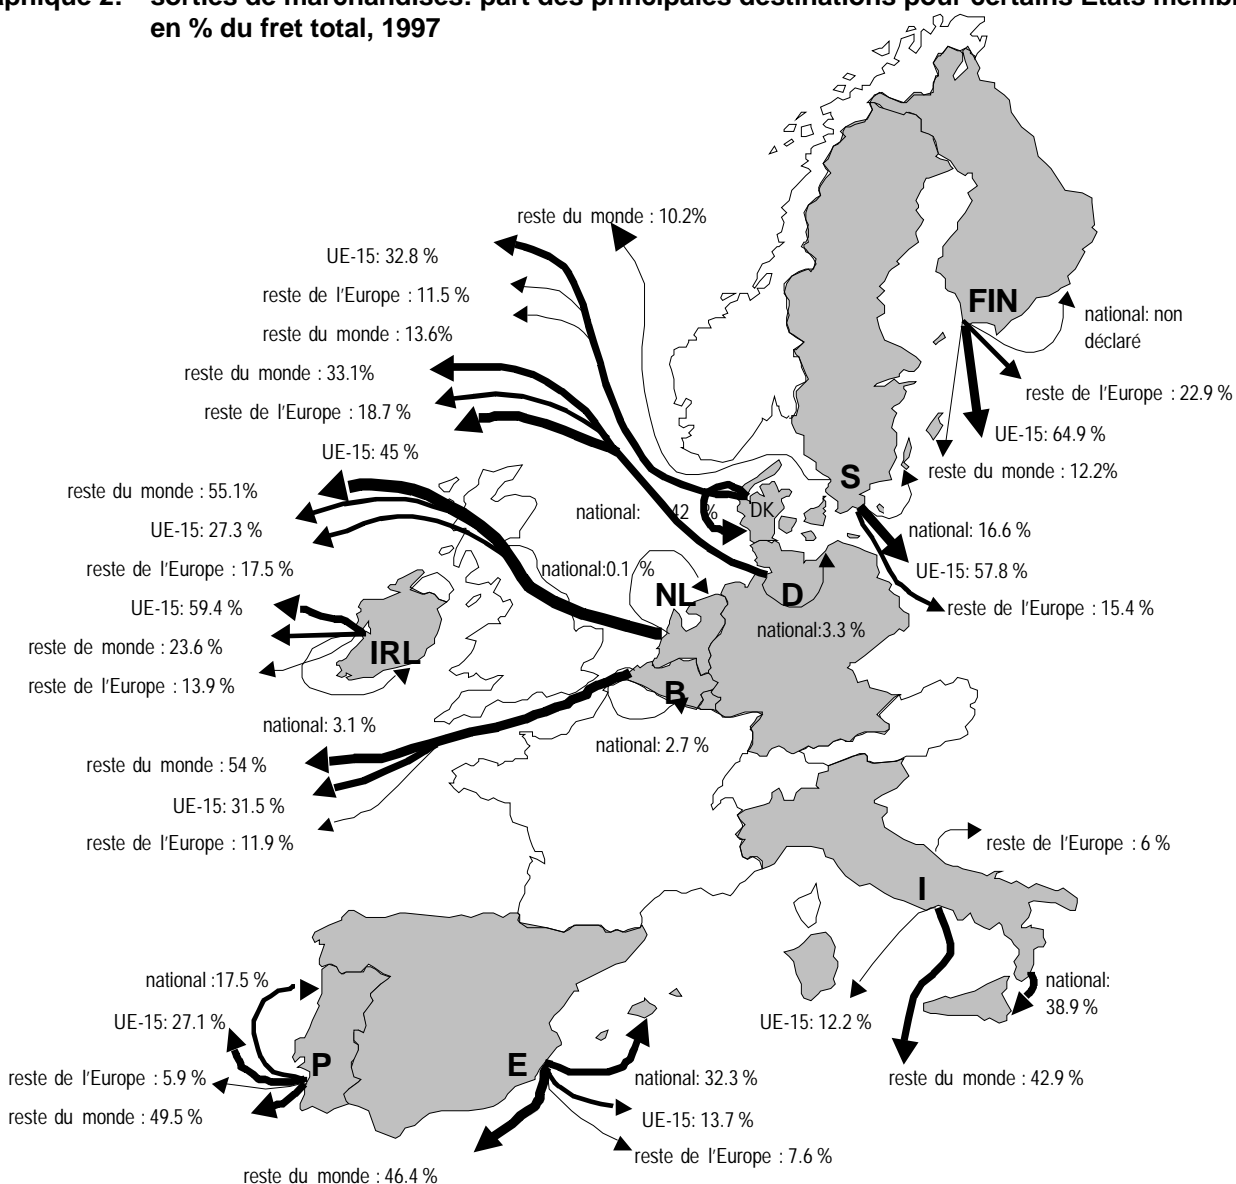 sorties de marchandises: part des principales destinations pour certains Etats
en % du fret total, 1997
reste du monde : 10.2%
UE-15: 32.8 %
reste de l'Europe : 11.5 %
reste du monde : 13.6%
reste du monde : 33.1%
reste de l'Europe : 18.7 %
UE-15: 45 %
reste du monde : 55.1%
UE-15: 27.3 %
reste de l'Europe : 17.5 %
UE-15: 59.4 %
reste de monde : 23.6 %
reste de l'Europe : 13.9 %
national: 3.1 %
reste du monde : 54 %
UE-15: 31.5 %
reste de l'Europe : 11.9 %
FIN
national: non
déclaré
reste de l'Europe : 22.9 %
UE-15: 64.9 %
reste du monde : 12.2%
S
national: 16.6 %
UE-15: 57.8 %
reste de l'Europe : 15.4 %
DK
national: 42 %
national:0.1 %
NL
D
national:3.3 %
IRL
B
national: 2.7 %
reste de l'Europe : 6 %
I
national:
38.9 %
UE-15: 12.2 %
reste du monde : 42.9 %
national :17.5 %
UE-15: 27.1 %
P
reste de l'Europe : 5.9 %
reste du monde : 49.5 %
E
national: 32.3 %
UE-15: 13.7 %
reste de l'Europe : 7.6 %
reste du monde : 46.4 %